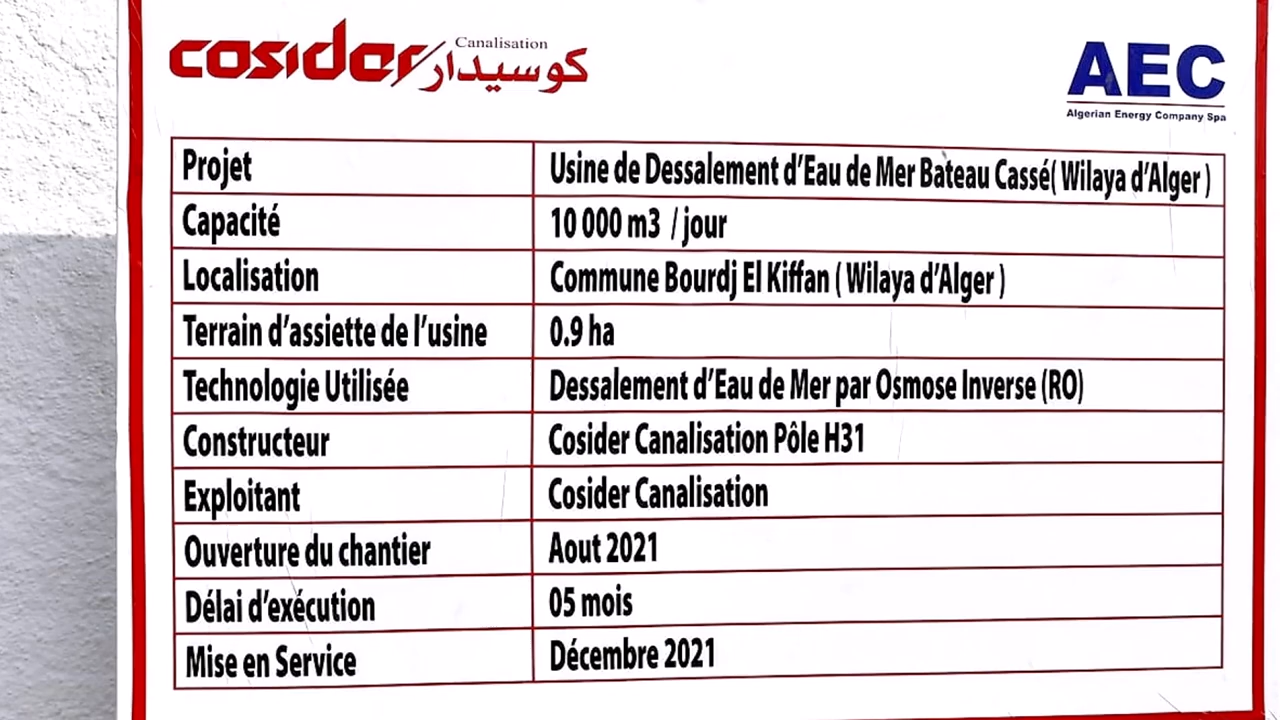 cosider Canalisation كوسيدار
AEC
Algerian Energy Company Spa
Projet Usine de Dessalement d'Eau de Mer Bateau Cassé( Wilaya d'Alger )
Capacité 10 000 m3 / jour
Localisation Commune Bourdj El Kiffan ( Wilaya d'Alger )
Terrain d'assiette de l'usine 0.9 ha
Technologie Utilisée Dessalement d'Eau de Mer par Osmose Inverse (RO)
Constructeur Cosider Canalisation Pôle H31
Exploitant Cosider Canalisation
Ouverture du chantier Aout 2021
Délai d'exécution 05 mois
Mise en Service Décembre 2021